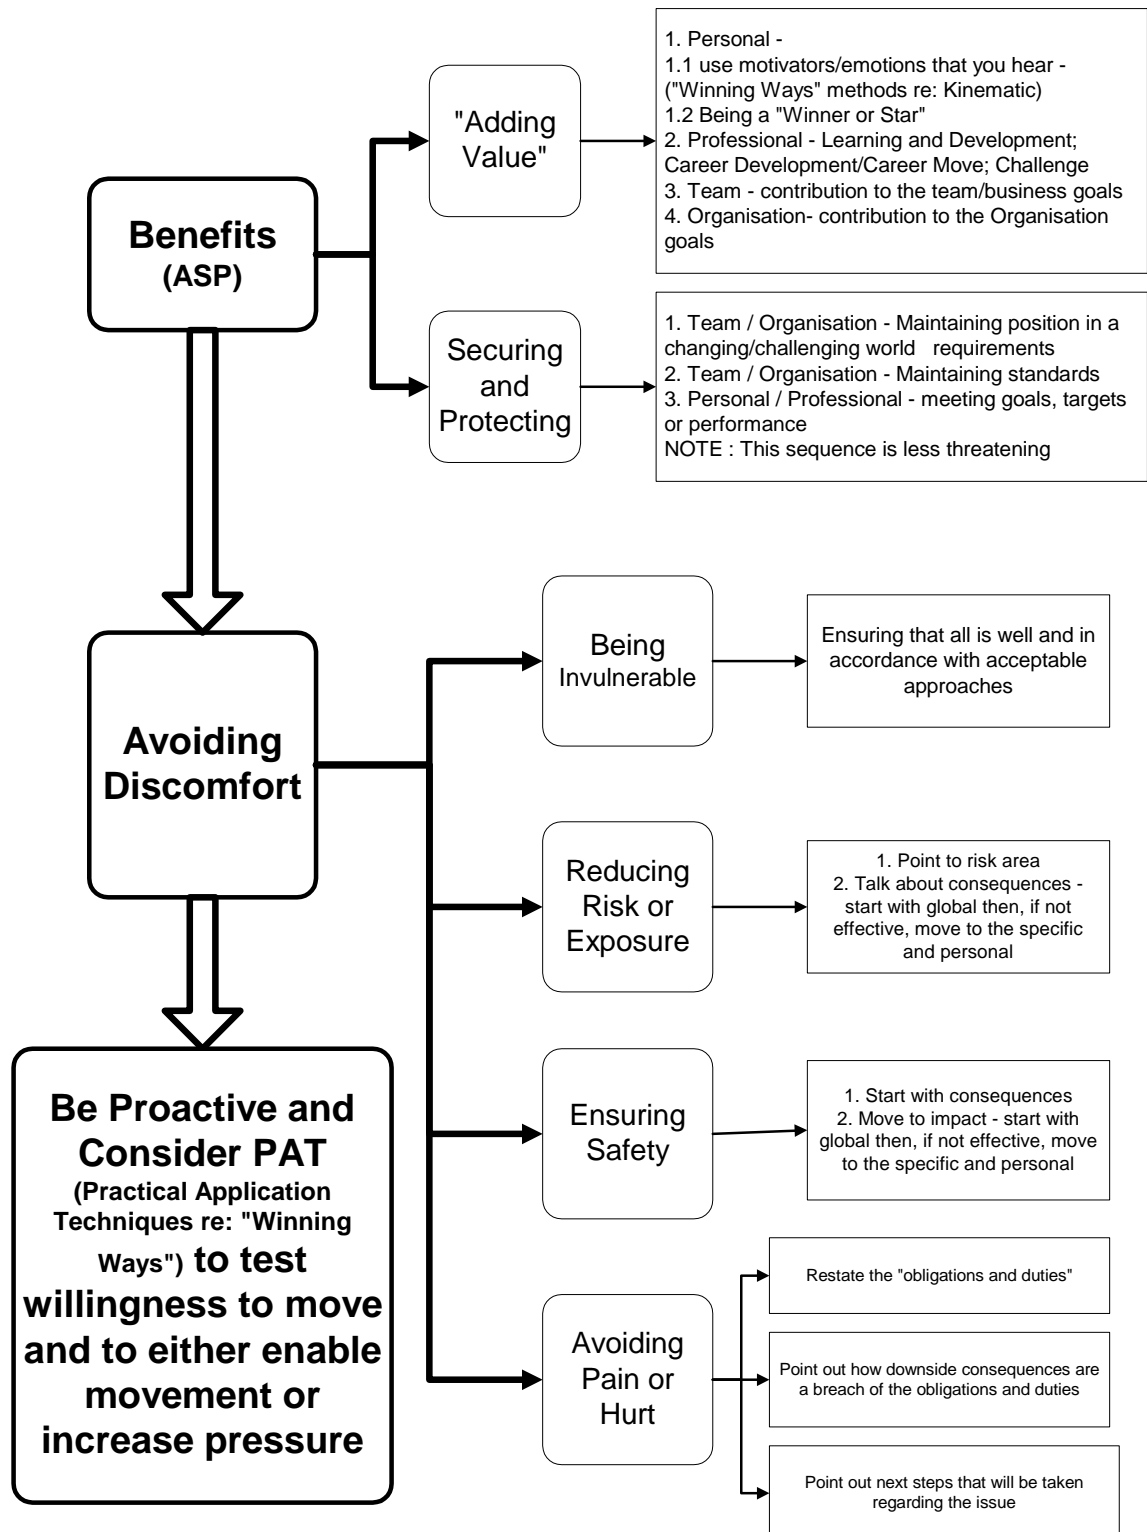 Benefits
(ASP)
"Adding
Value"
1. Personal -
1.1 use motivators/emotions that you hear -
("Winning Ways" methods re: Kinematic)
1.2 Being a "Winner or Star"
2. Professional - Learning and Development;
Career Development/Career Move; Challenge
3. Team - contribution to the team/business goals
4. Organisation- contribution to the Organisation
goals
Securing
and
Protecting
1. Team / Organisation - Maintaining position in a
changing/challenging world requirements
2. Team / Organisation - Maintaining standards
3. Personal / Professional - meeting goals, targets
or performance
NOTE : This sequence is less threatening
Avoiding
Discomfort
Being
Invulnerable
Ensuring that all is well and in
accordance with acceptable
approaches
Reducing
Risk or
Exposure
1. Point to risk area
2. Talk about consequences -
start with global then, if not
effective, move to the specific
and personal
Ensuring
Safety
1. Start with consequences
2. Move to impact - start with
global then, if not effective, move
to the specific and personal
Avoiding
Pain or
Hurt
Restate the "obligations and duties"
Point out how downside consequences are
a breach of the obligations and duties
Point out next steps that will be taken
regarding the issue
Be Proactive and
Consider PAT
(Practical Application
Techniques re: "Winning
Ways") to test
willingness to move
and to either enable
movement or
increase pressure